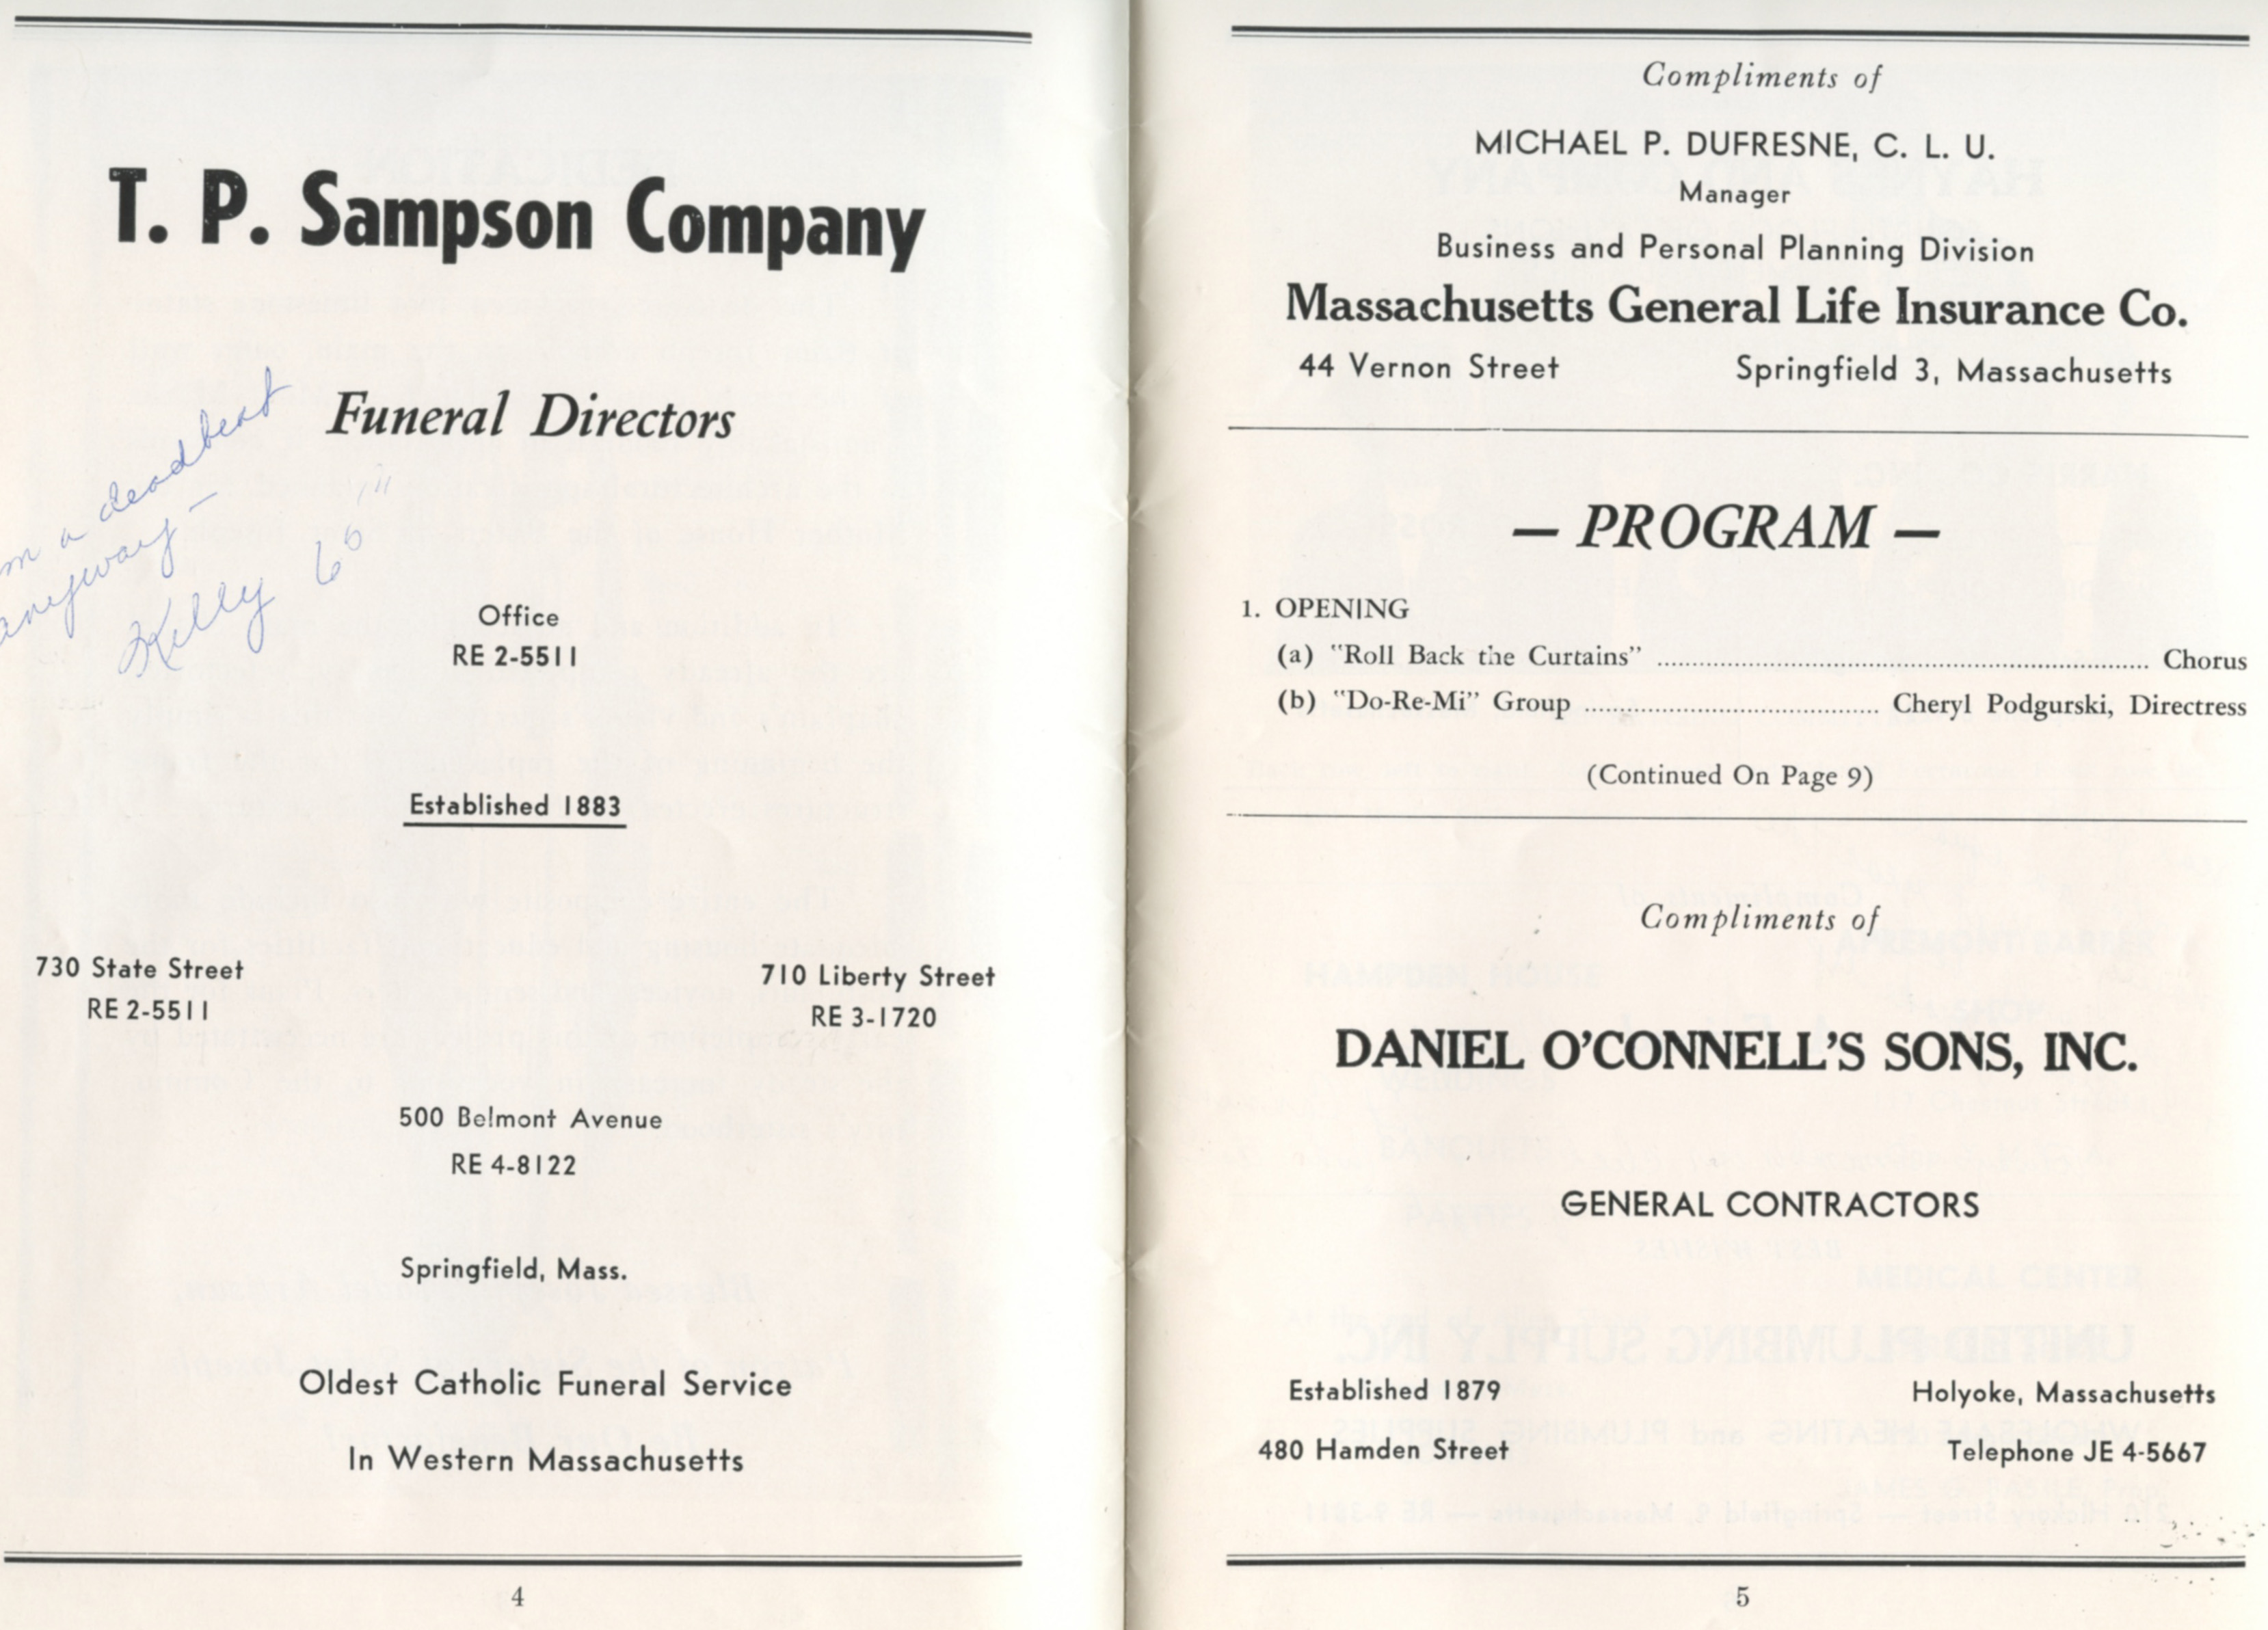 T. P. Sampson Company
Funeral Directors
m a deadbeat
anyway —
Kelly 60"
Office
RE 2-5511
Established 1883
730 State Street
RE 2-5511
710 Liberty Street
RE 3-1720
500 Belmont Avenue
RE 4-8122
Springfield, Mass.
Oldest Catholic Funeral Service
In Western Massachusetts
4
Compliments of
MICHAEL P. DUFRESNE, C. L. U.
Manager
Business and Personal Planning Division
Massachusetts General Life Insurance Co.
44 Vernon Street Springfield 3, Massachusetts
— PROGRAM —
1. OPENING
(a) "Roll Back the Curtains" ........ Chorus
(b) "Do-Re-Mi" Group ........ Cheryl Podgurski, Directress
(Continued On Page 9)
Compliments of
DANIEL O'CONNELL'S SONS, INC.
GENERAL CONTRACTORS
Established 1879 Holyoke, Massachusetts
480 Hamden Street Telephone JE 4-5667
5